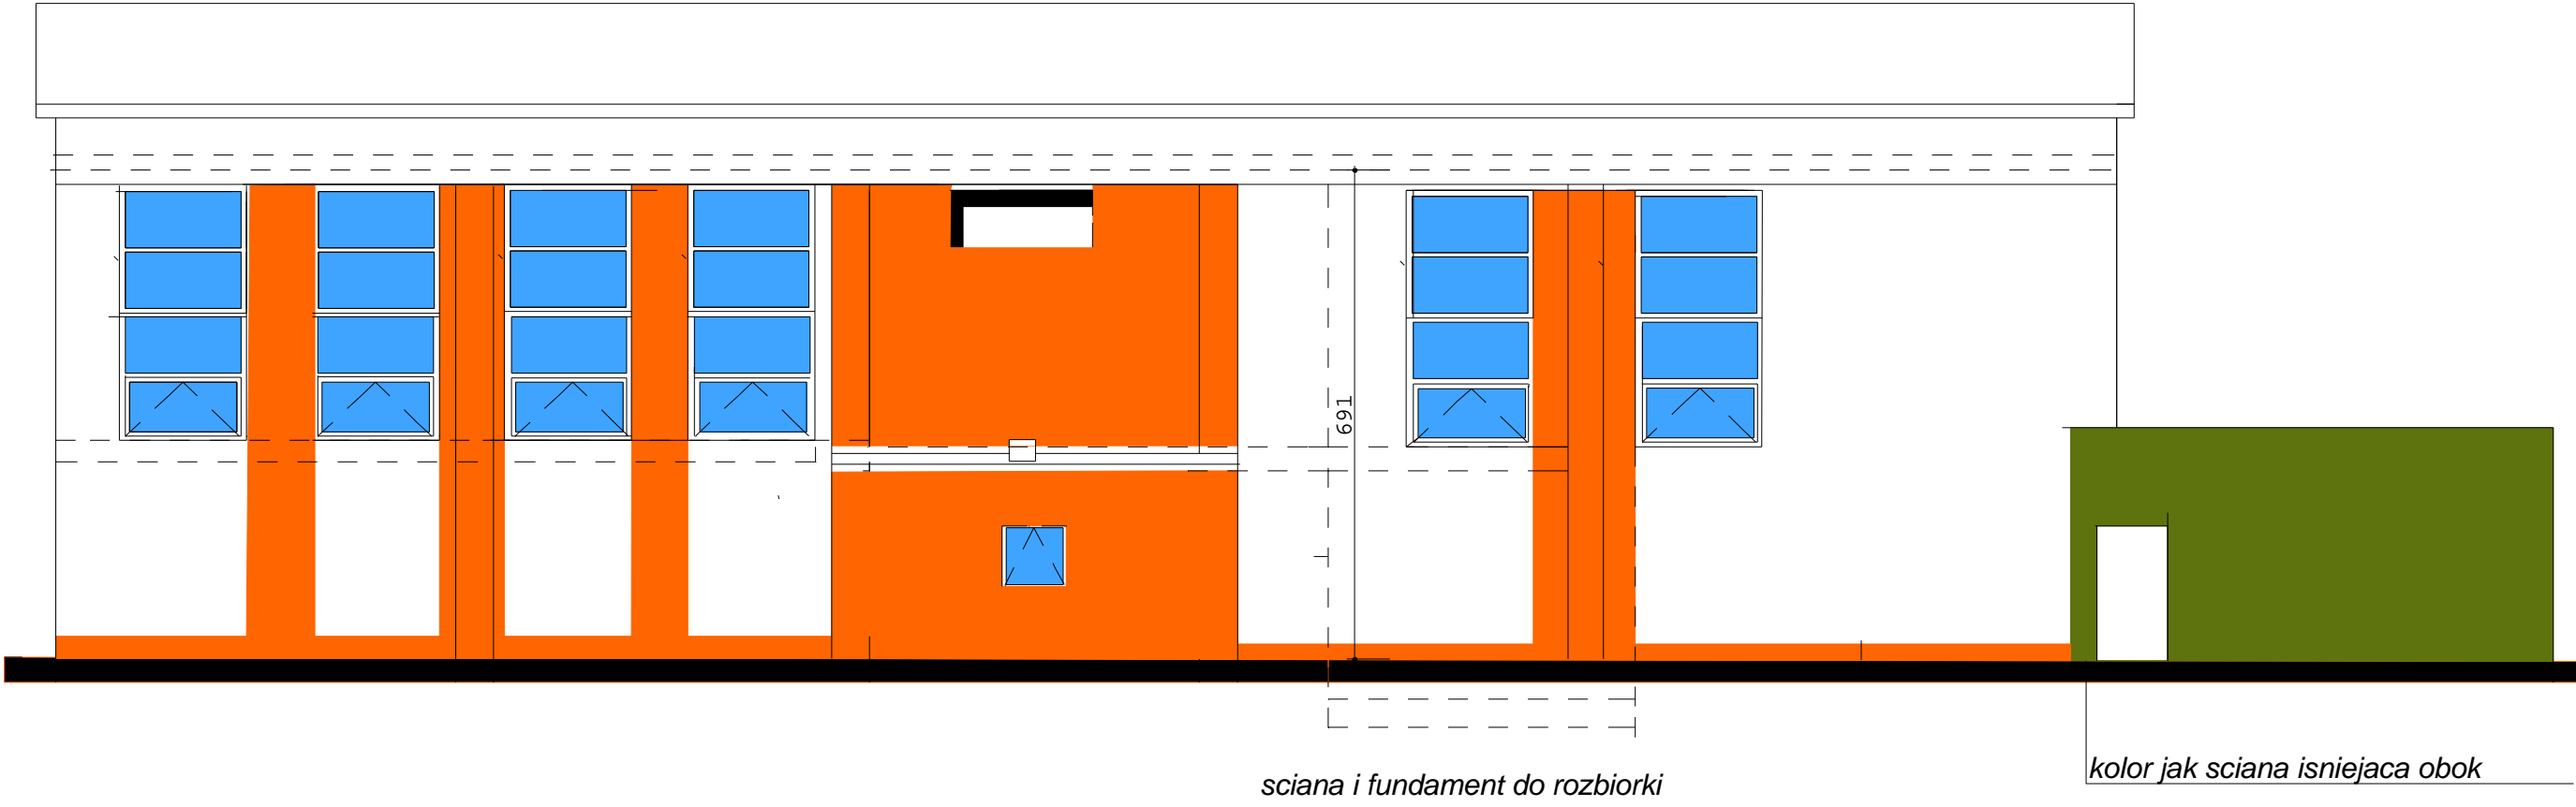 691
kolor jak sciana isniejaca obok
sciana i fundament do rozbiorki